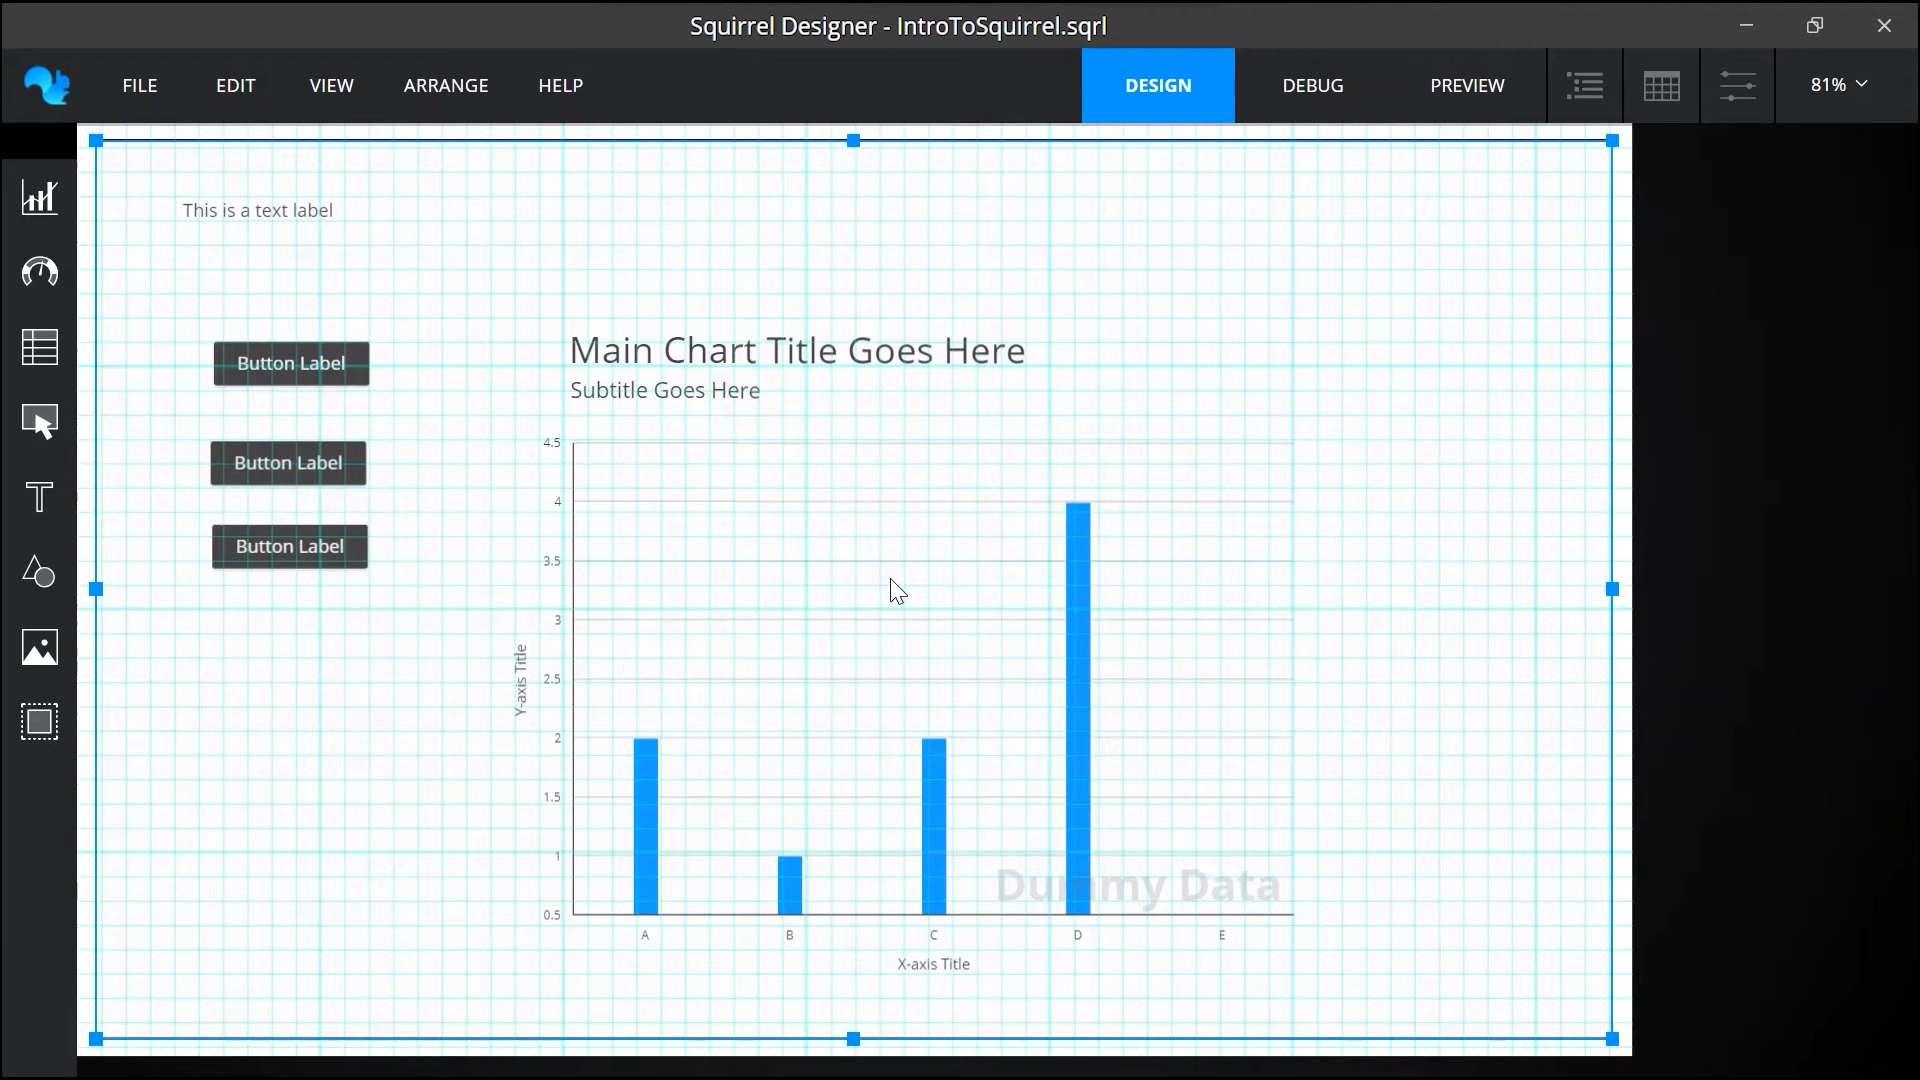 Squirrel Designer - IntroToSquirrel.sqrl
FILE EDIT VIEW ARRANGE HELP DESIGN DEBUG PREVIEW 81%
This is a text label
Main Chart Title Goes Here
Subtitle Goes Here
Button Label
Button Label
Button Label
4.5
4
3.5
3
2.5
2
1.5
1
0.5
Y-axis Title
Dummy Data
A B C D E
X-axis Title